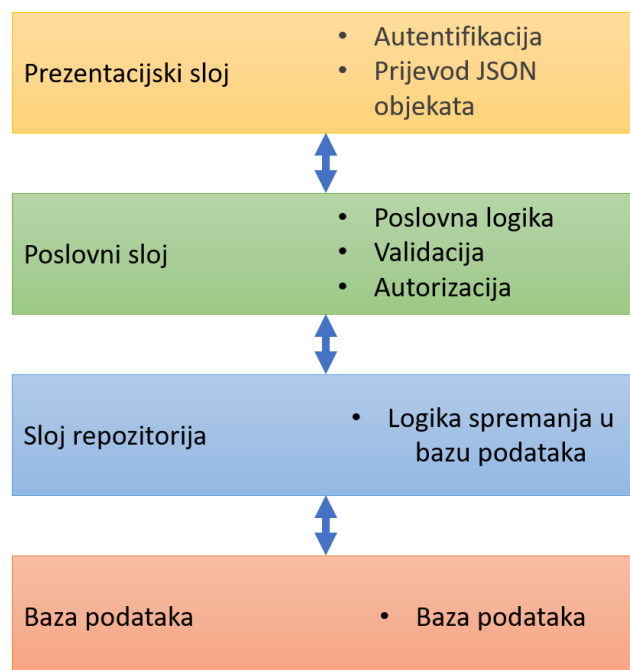 Prezentacijski sloj
• Autentifikacija
• Prijevod JSON
objekata
Poslovni sloj
• Poslovna logika
• Validacija
• Autorizacija
Sloj repozitorija
• Logika spremanja u
bazu podataka
Baza podataka
• Baza podataka